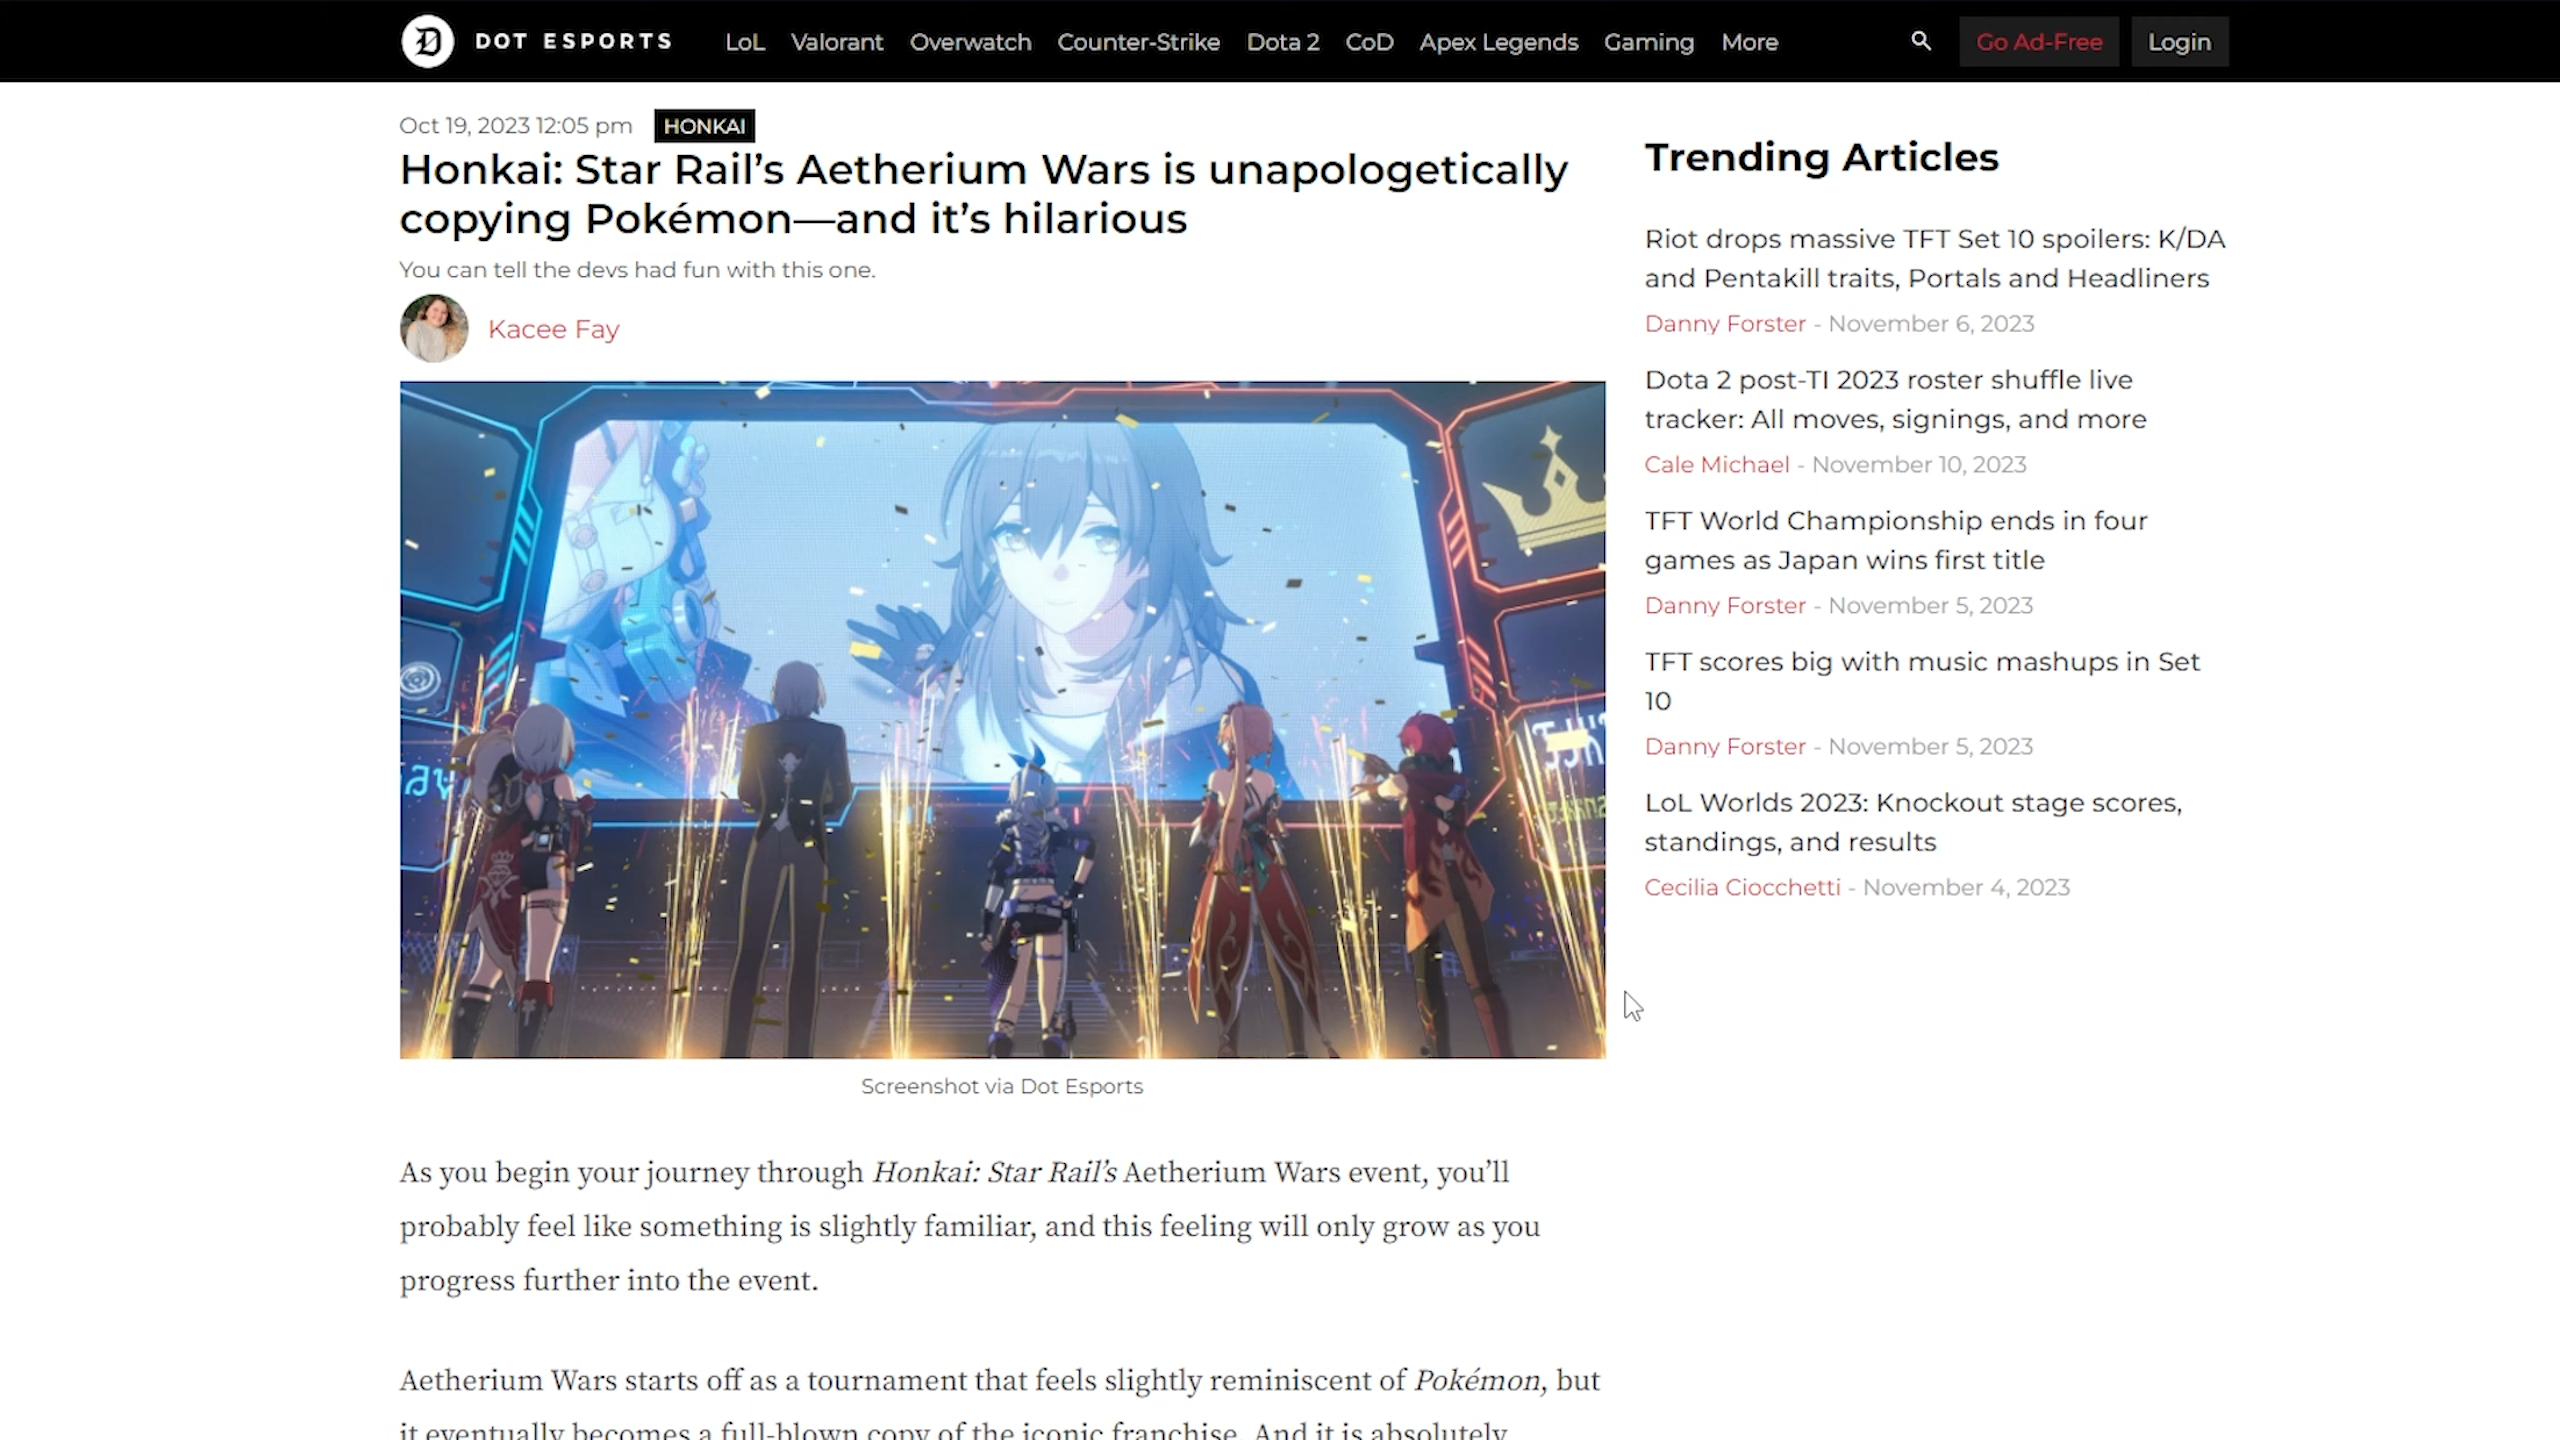 DOT ESPORTS LoL Valorant Overwatch Counter-Strike Dota 2 CoD Apex Legends Gaming More Go Ad-Free Login
Oct 19, 2023 12:05 pm HONKAI
Honkai: Star Rail’s Aetherium Wars is unapologetically
copying Pokémon—and it’s hilarious
You can tell the devs had fun with this one.
Kacee Fay
Screenshot via Dot Esports
As you begin your journey through Honkai: Star Rail’s Aetherium Wars event, you’ll
probably feel like something is slightly familiar, and this feeling will only grow as you
progress further into the event.
Aetherium Wars starts off as a tournament that feels slightly reminiscent of Pokémon, but
it eventually becomes a full-blown copy of the iconic franchise. And it is absolutely
Trending Articles
Riot drops massive TFT Set 10 spoilers: K/DA
and Pentakill traits, Portals and Headliners
Danny Forster - November 6, 2023
Dota 2 post-TI 2023 roster shuffle live
tracker: All moves, signings, and more
Cale Michael - November 10, 2023
TFT World Championship ends in four
games as Japan wins first title
Danny Forster - November 5, 2023
TFT scores big with music mashups in Set
10
Danny Forster - November 5, 2023
LoL Worlds 2023: Knockout stage scores,
standings, and results
Cecilia Ciocchetti - November 4, 2023